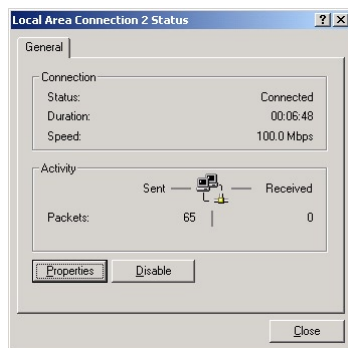 Local Area Connection 2 Status ? ×
General
Connection
Status: Connected
Duration: 00:06:48
Speed: 100.0 Mbps
Activity
Sent Received
Packets: 65 0
Properties Disable
Close